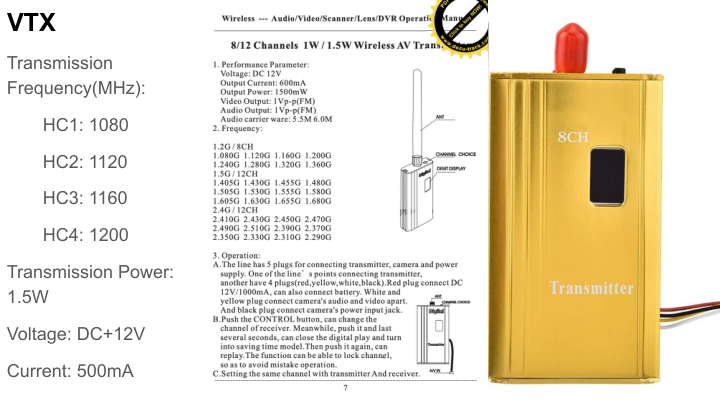 VTX
Transmission
Frequency(MHz):
HC1: 1080
HC2: 1120
HC3: 1160
HC4: 1200
Transmission Power:
1.5W
Voltage: DC+12V
Current: 500mA
Wireless --- Audio/Video/Scanner/Lens/DVR
8/12 Channels 1W / 1.5W Wireless AV
1. Performance Parameter:
Voltage: DC 12V
Output Current: 600mA
Output Power: 1500mW
Video Output: 1Vp-p(FM)
Audio Output: 1Vp-p(FM)
Audio carrier ware: 5.5M 6.0M
2. Frequency:
1.2G / 8CH
1.080G 1.120G 1.160G 1.200G
1.240G 1.280G 1.320G 1.360G
1.5G / 12CH
1.405G 1.430G 1.455G 1.480G
1.505G 1.530G 1.555G 1.580G
1.605G 1.630G 1.655G 1.680G
2.4G / 12CH
2.410G 2.430G 2.450G 2.470G
2.490G 2.510G 2.390G 2.370G
2.350G 2.330G 2.310G 2.290G
ANT
CHANNEL CHOICE
DIGIT DISPLAY
Digital
3. Operation:
A.The line has 5 plugs for connecting transmitter, camera and power
supply. One of the line's points connecting transmitter,
another have 4 plugs(red,yellow,white,black).Red plug connect DC
12V/1000mA, can also connect battery. White and
yellow plug connect camera's audio and video apart.
And black plug connect camera's power input jack.
B.Push the CONTROL button, can change the
channel of receiver. Meanwhile, push it and last
several seconds, can close the digital play and turn
into saving time model.Then push it again, can
replay.The function can be able to lock channel,
so as to avoid mistake operation.
C.Setting the same channel with transmitter And receiver.
ANT
CHANNEL CHOICE
Digital
Transmitter
A/V.IN
7
8CH
Transmitter